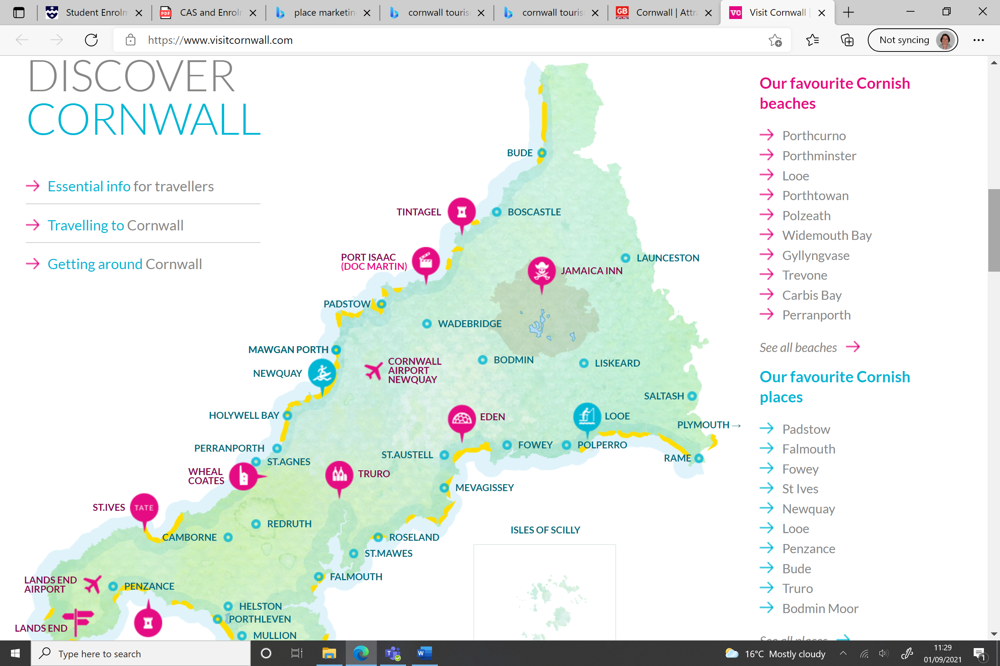 Student Enrolm
CAS and Enroln
place marketin
cornwall touris
cornwall touris
Cornwall | Attra
Visit Cornwall |
https://www.visitcornwall.com
Not syncing
DISCOVER
CORNWALL
Essential info for travellers
Travelling to Cornwall
Getting around Cornwall
BUDE
TINTAGEL
BOSCASTLE
PORT ISAAC
(DOC MARTIN)
LAUNCESTON
JAMAICA INN
PADSTOW
WADEBRIDGE
MAWGAN PORTH
NEWQUAY
CORNWALL
AIRPORT
NEWQUAY
BODMIN
LISKEARD
SALTASH
HOLYWELL BAY
EDEN
LOOE
PLYMOUTH →
PERRANPORTH
ST.AUSTELL
FOWEY
POLPERRO
RAME
ST.AGNES
WHEAL
COATES
TRURO
MEVAGISSEY
ST.IVES
TATE
REDRUTH
CAMBORNE
ROSELAND
ISLES OF SCILLY
ST.MAWES
FALMOUTH
LANDS END
AIRPORT
PENZANCE
HELSTON
PORTHLEVEN
LANDS END
MULLION
Our favourite Cornish
beaches
Porthcurno
Porthminster
Looe
Porthtowan
Polzeath
Widemouth Bay
Gyllyngvase
Trevone
Carbis Bay
Perranporth
See all beaches
Our favourite Cornish
places
Padstow
Falmouth
Fowey
St Ives
Newquay
Looe
Penzance
Bude
Truro
Bodmin Moor
See all places
Type here to search
16°C Mostly cloudy
11:29
01/09/2021
1